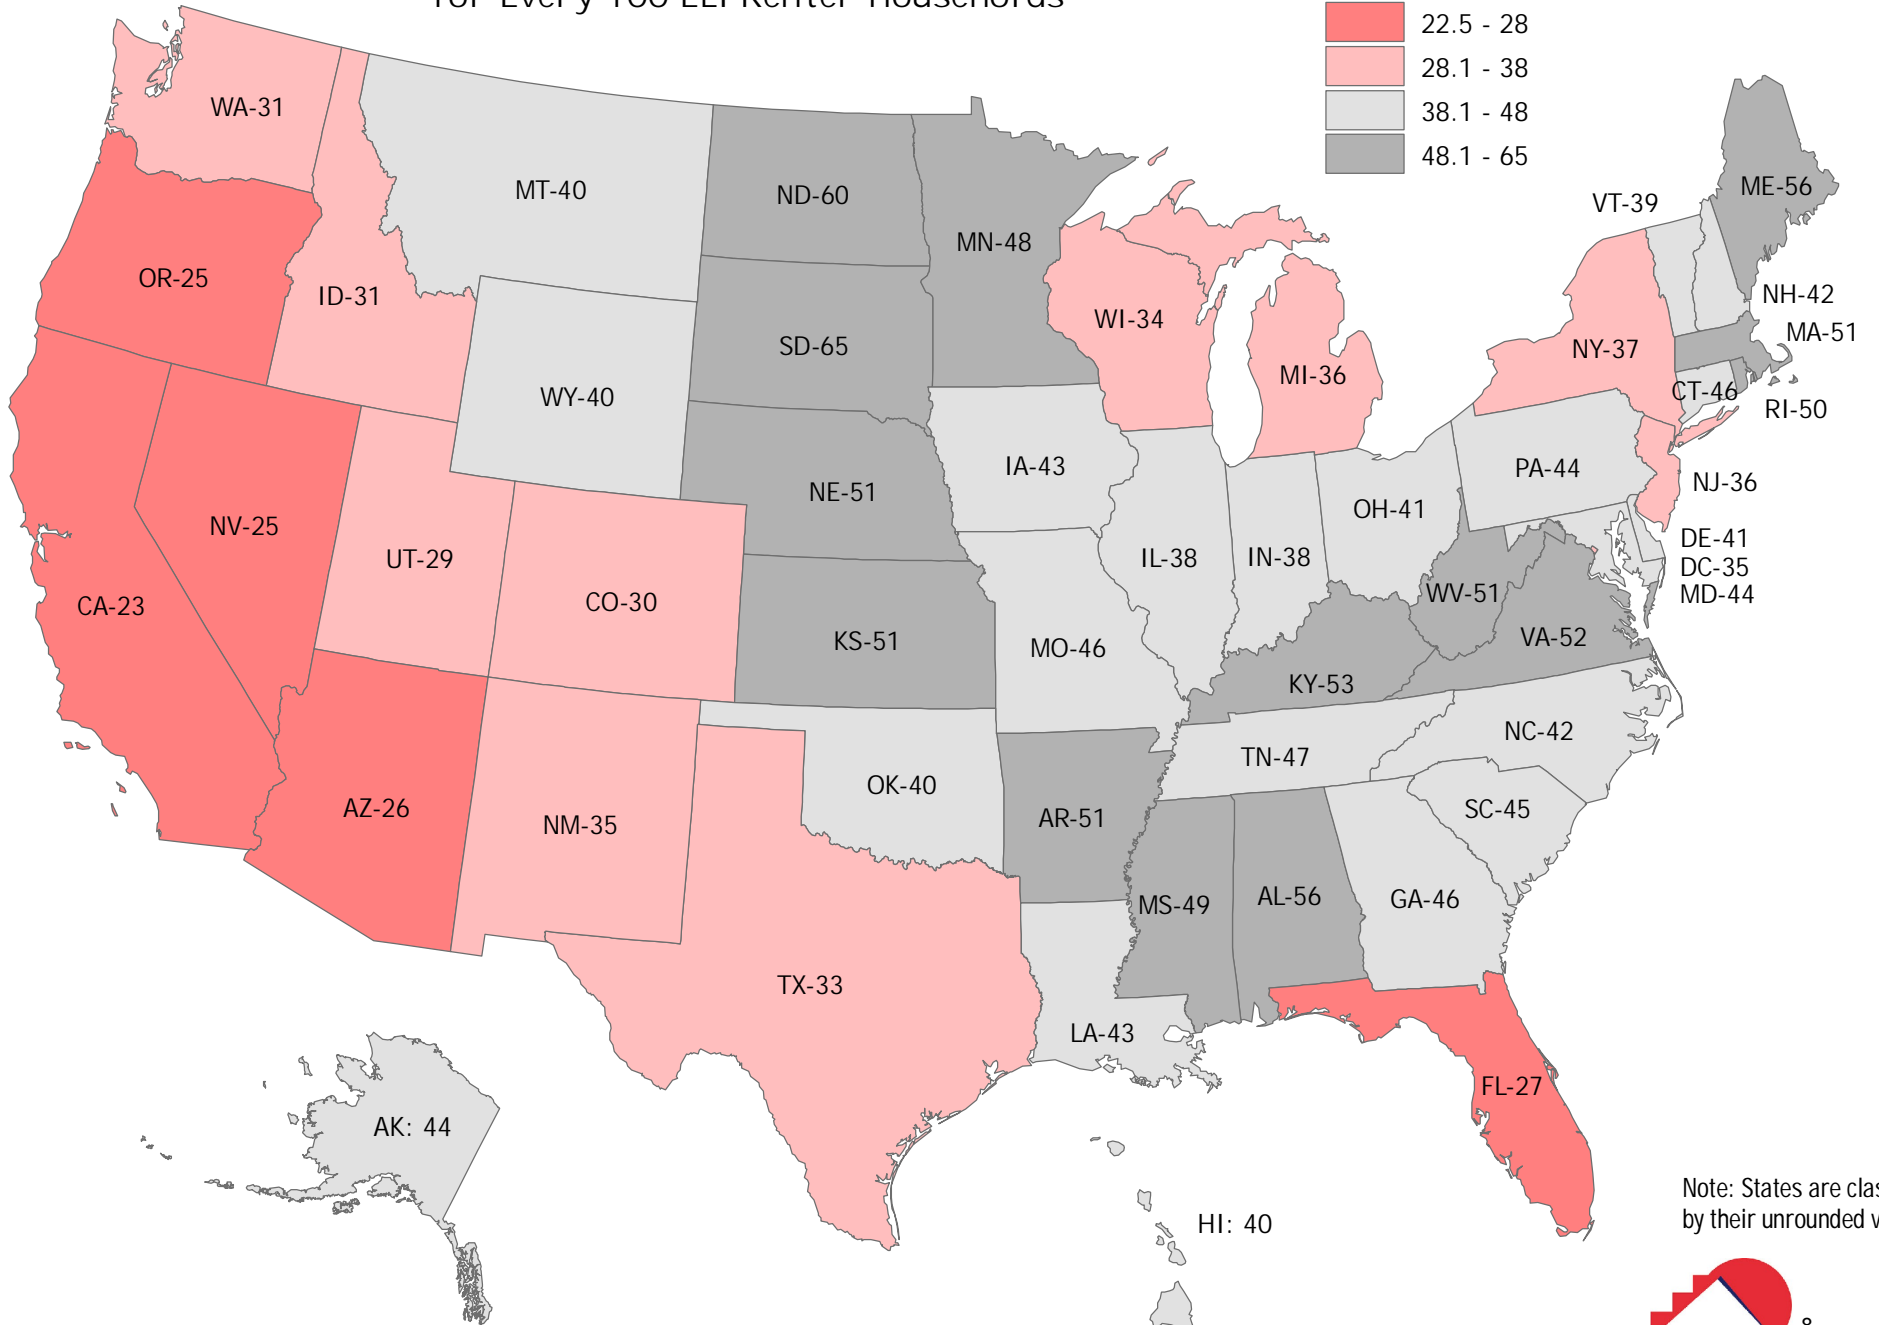 for Every 100 ELI Renter Households
22.5 - 28
28.1 - 38
38.1 - 48
48.1 - 65
WA-31
MT-40
ND-60
MN-48
VT-39
ME-56
OR-25
ID-31
NH-42
WI-34
MA-51
SD-65
NY-37
MI-36
WY-40
CT-46
RI-50
IA-43
PA-44
NJ-36
NE-51
OH-41
NV-25
DE-41
UT-29
IL-38
IN-38
DC-35
CO-30
WV-51
MD-44
CA-23
KS-51
MO-46
VA-52
KY-53
NC-42
TN-47
OK-40
AZ-26
NM-35
AR-51
SC-45
MS-49
AL-56
GA-46
TX-33
LA-43
FL-27
AK: 44
HI: 40
Note: States are
by their unrounded